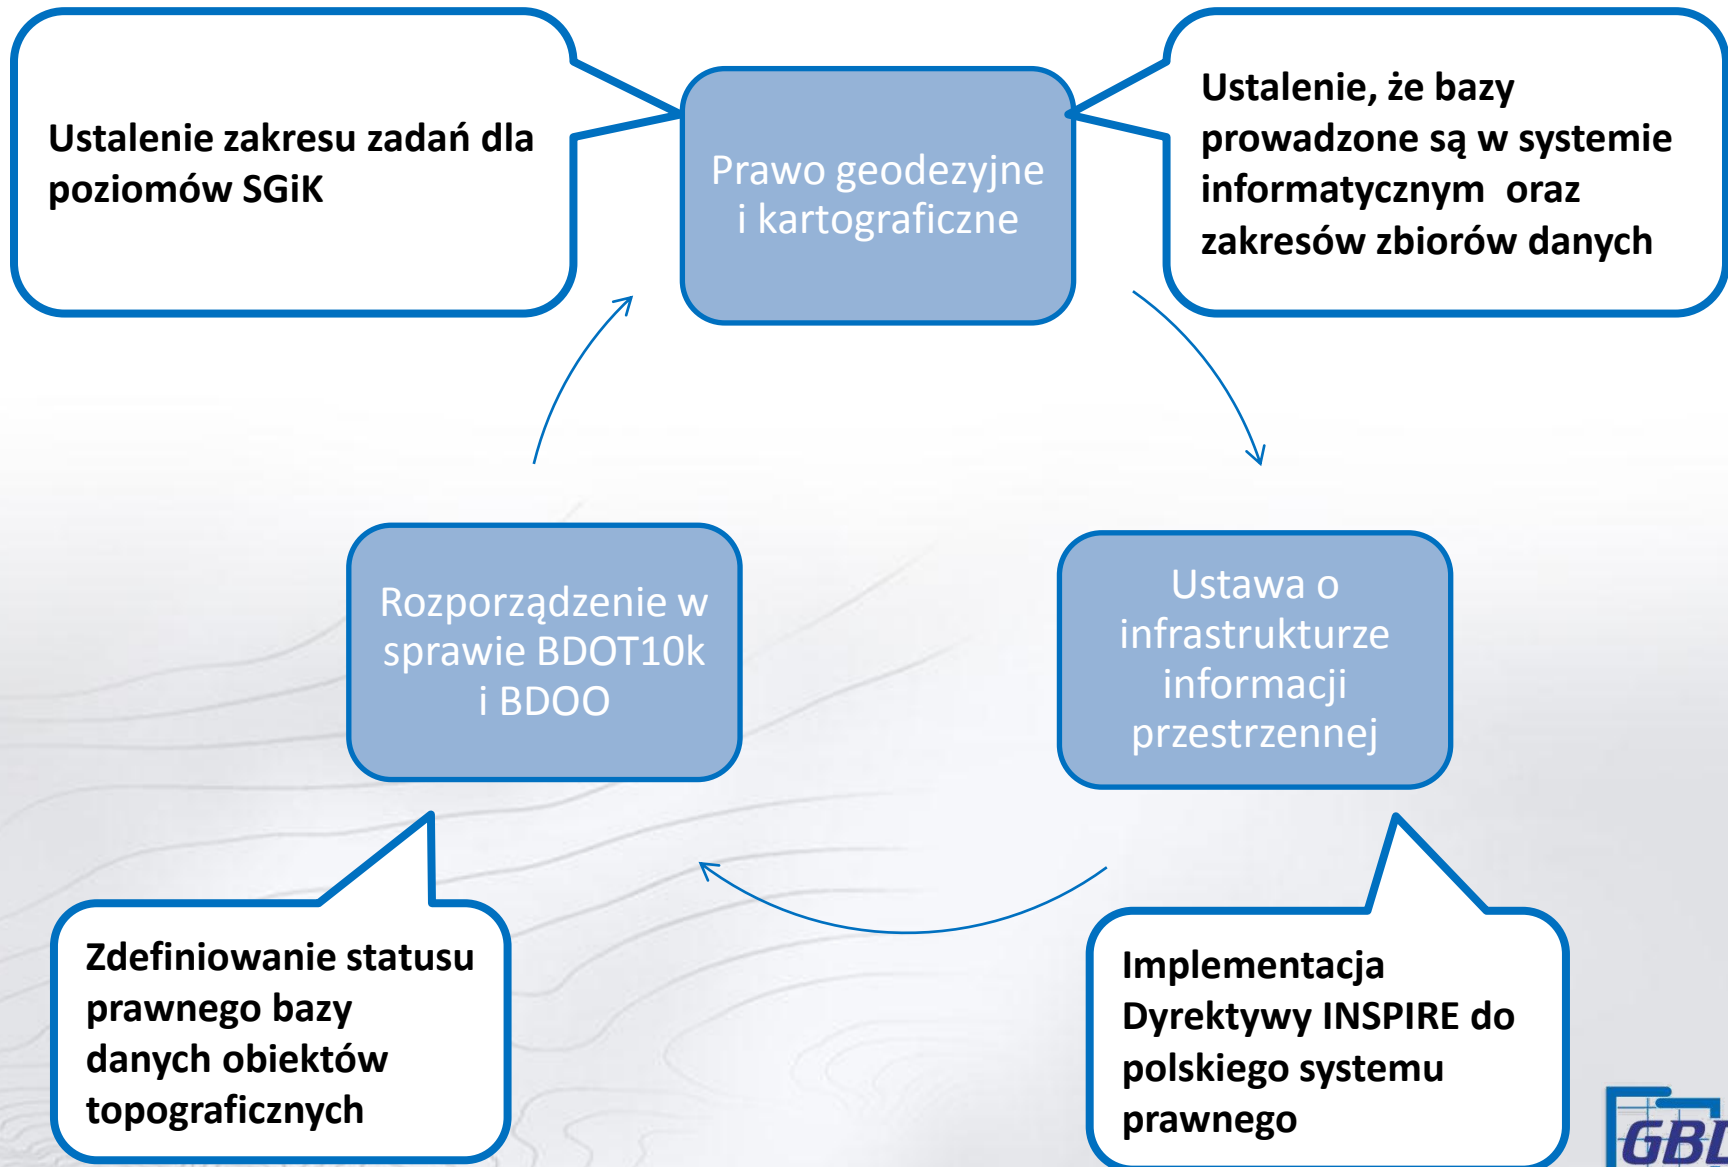 Ustalenie zakresu zadań dla
poziomów SGiK
Prawo geodezyjne
i kartograficzne
Ustalenie, że bazy
prowadzone są w systemie
informatycznym oraz
zakresów zbiorów danych
Rozporządzenie w
sprawie BDOT10k
i BDOO
Ustawa o
infrastrukturze
informacji
przestrzennej
Zdefiniowanie statusu
prawnego bazy
danych obiektów
topograficznych
Implementacja
Dyrektywy INSPIRE do
polskiego systemu
prawnego